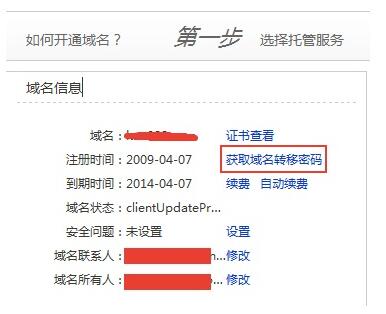 如何开通域名？ 第一步 选择托管服务
域名信息
域名： 证书查看
注册时间：2009-04-07 获取域名转移密码
到期时间：2014-04-07 续费 自动续费
域名状态：clientUpdatePr...
安全问题：未设置 设置
域名联系人： n... 修改
域名所有人： ... 修改